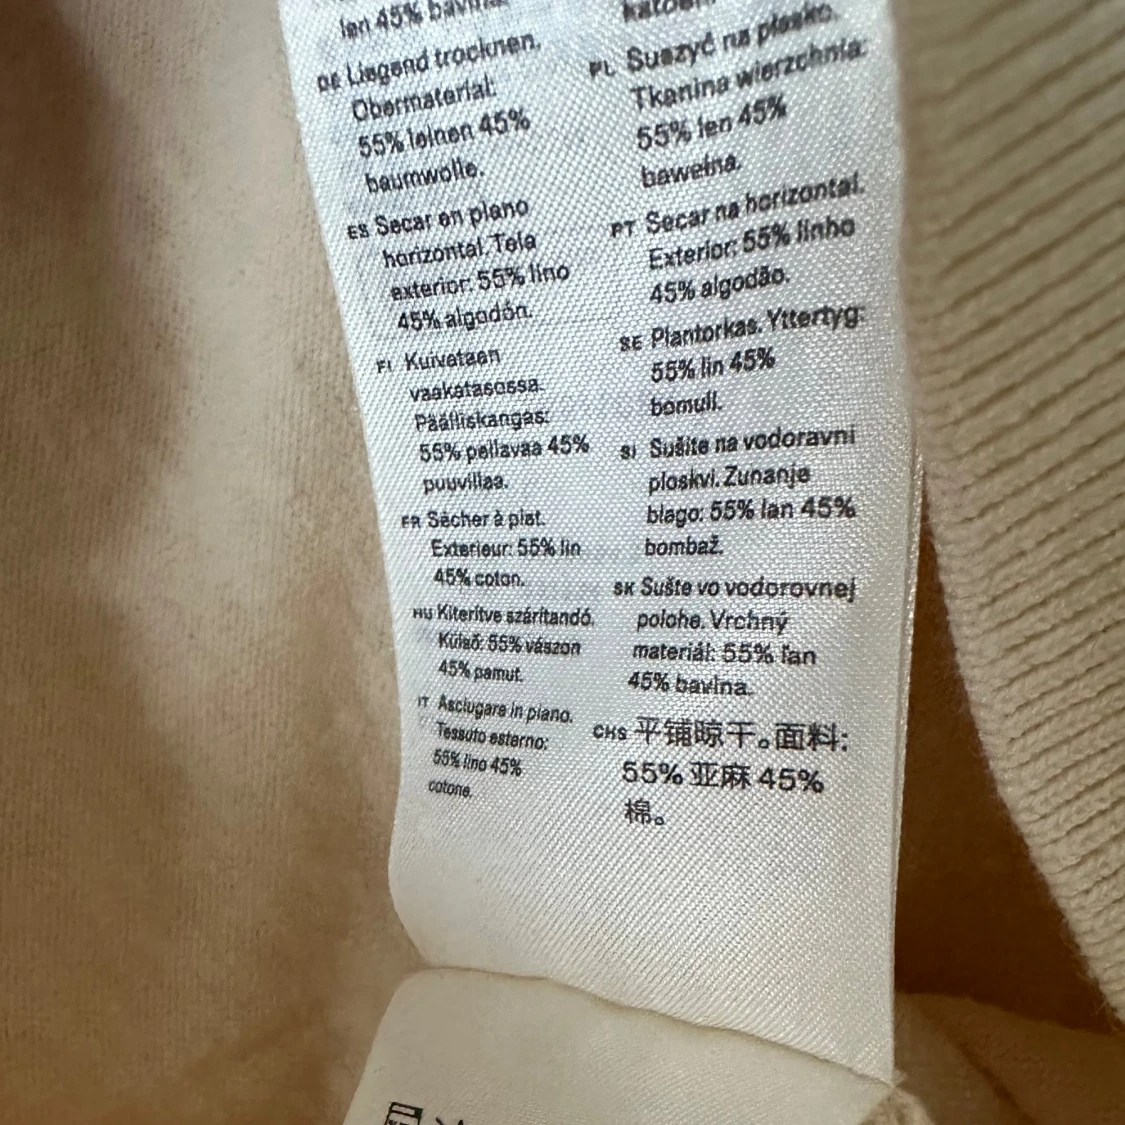 len 45% bavlna.
DE Liegend trocknen.
Obermaterial:
55% leinen 45%
baumwolle.
ES Secar en plano
horizontal. Tela
exterior: 55% lino
45% algodón.
FI Kuivataan
vaakatasossa.
Päälliskangas:
55% pellavaa 45%
puuvillaa.
FR Sécher à plat.
Exterieur: 55% lin
45% coton.
HU Kiterítve szárítandó.
Külső: 55% vászon
45% pamut.
IT Asciugare in piano.
Tessuto esterno:
55% lino 45%
cotone.
PL Suszyć na płasko.
Tkanina wierzchnia:
55% len 45%
bawełna.
PT Secar na horizontal.
Exterior: 55% linho
45% algodão.
SE Plantorkas. Yttertyg:
55% lin 45%
bomull.
SI Sušite na vodoravni
ploskvi. Zunanje
blago: 55% lan 45%
bombaž.
SK Sušte vo vodorovnej
polohe. Vrchný
materiál: 55% ľan
45% bavlna.
CHS 平铺晾干。面料:
55% 亚麻 45%
棉。